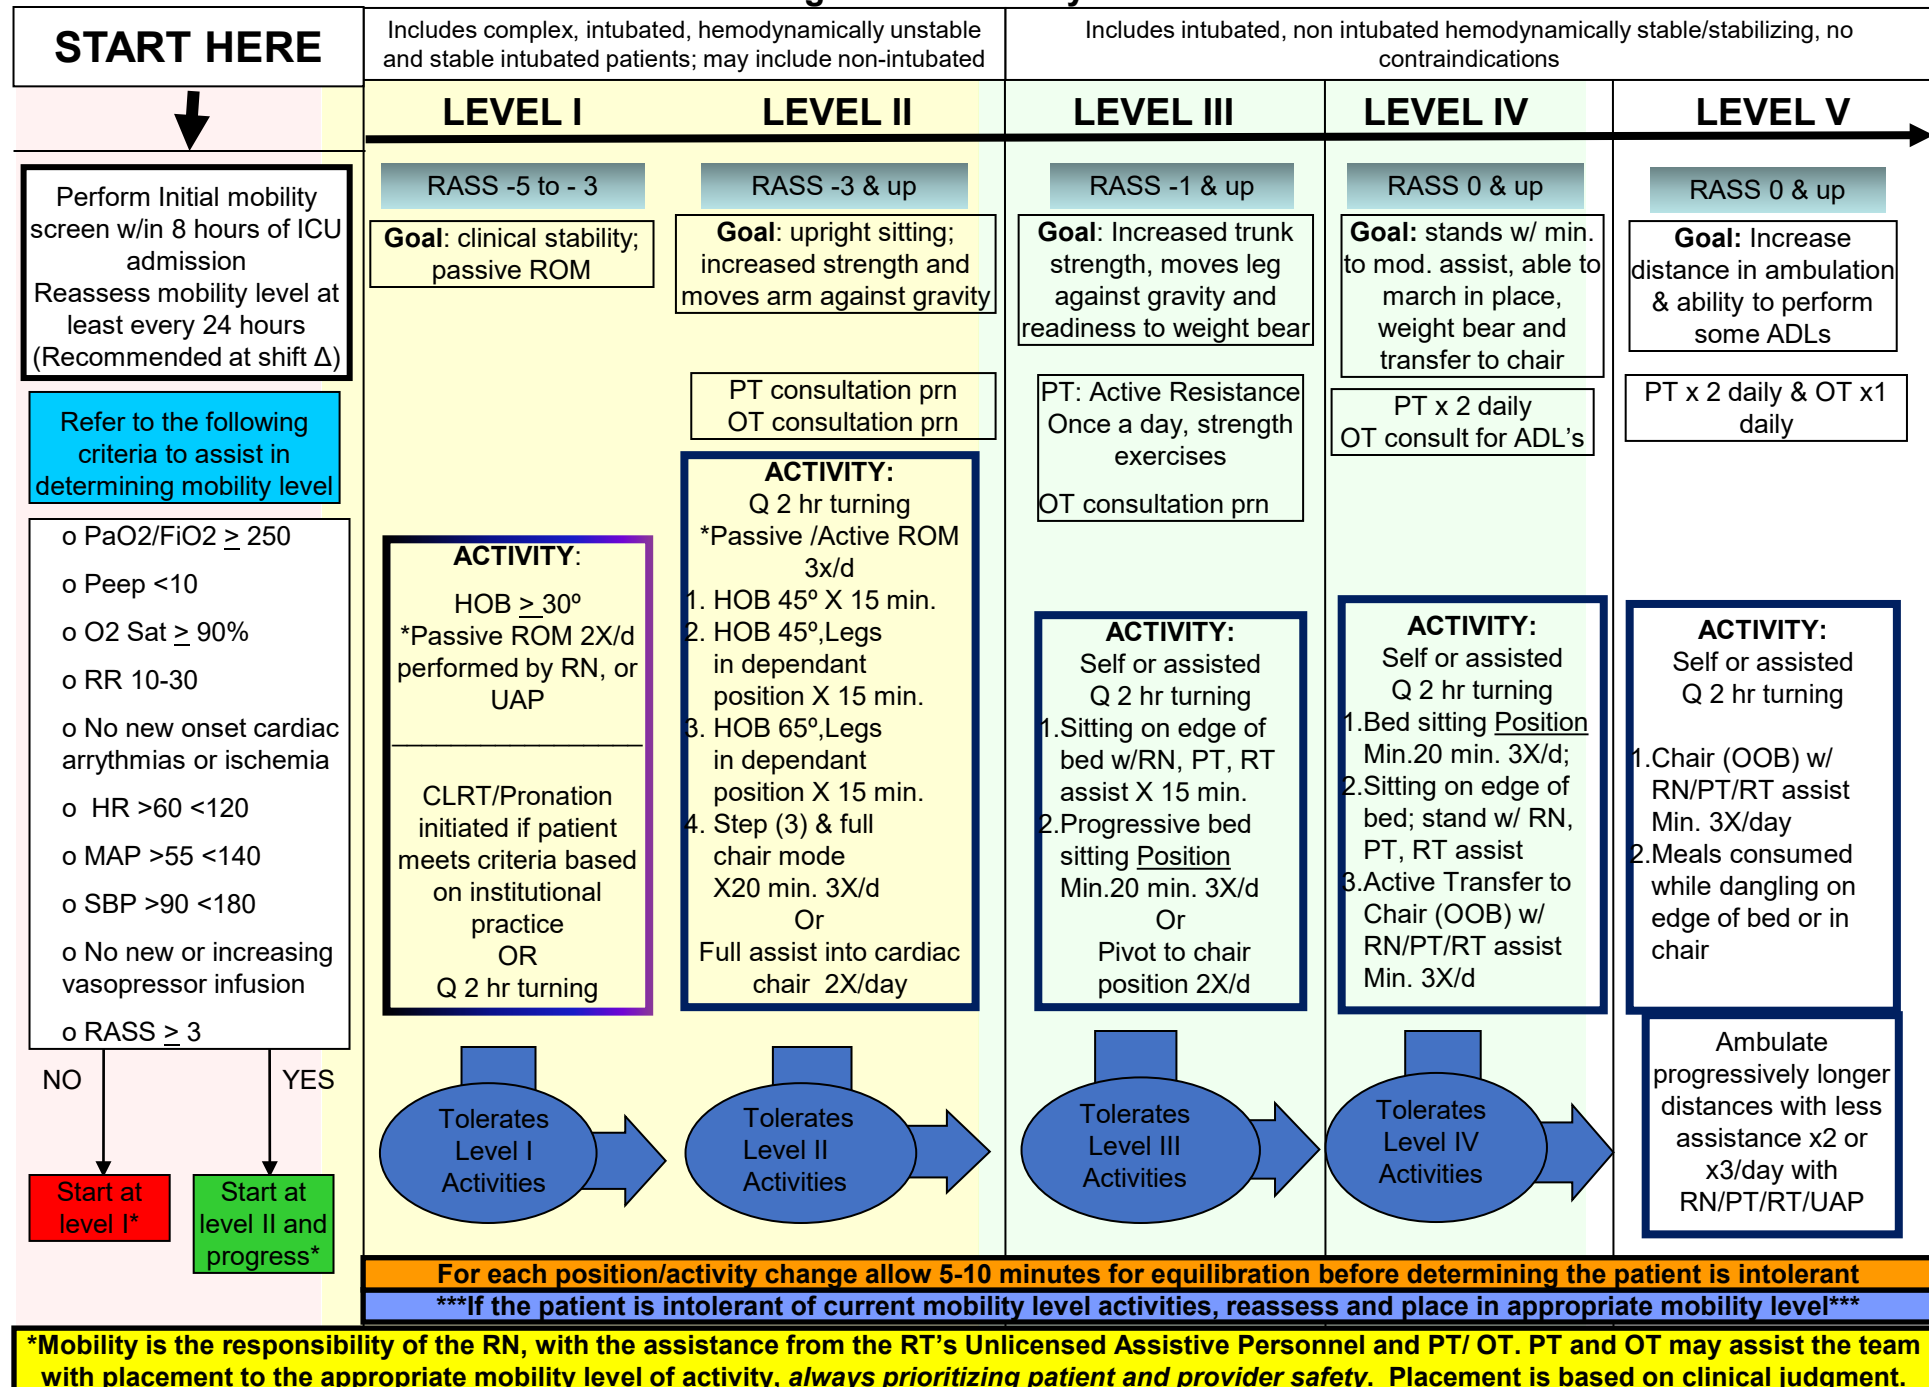 START HERE
Includes complex, intubated, hemodynamically unstable
and stable intubated patients; may include non-intubated
Includes intubated, non intubated hemodynamically stable/stabilizing, no
contraindications
LEVEL I
LEVEL II
LEVEL III
LEVEL IV
LEVEL V
Perform Initial mobility
screen w/in 8 hours of ICU
admission
Reassess mobility level at
least every 24 hours
(Recommended at shift Δ)
Refer to the following
criteria to assist in
determining mobility level
o PaO2/FiO2 > 250
o Peep <10
o O2 Sat > 90%
o RR 10-30
o No new onset cardiac
arrythmias or ischemia
o HR >60 <120
o MAP >55 <140
o SBP >90 <180
o No new or increasing
vasopressor infusion
o RASS > 3
NO
YES
Start at
level I*
Start at
level II and
progress*
RASS -5 to - 3
Goal: clinical stability;
passive ROM
ACTIVITY:
HOB > 30º
*Passive ROM 2X/d
performed by RN, or
UAP
CLRT/Pronation
initiated if patient
meets criteria based
on institutional
practice
OR
Q 2 hr turning
Tolerates
Level I
Activities
RASS -3 & up
Goal: upright sitting;
increased strength and
moves arm against gravity
PT consultation prn
OT consultation prn
ACTIVITY:
Q 2 hr turning
*Passive /Active ROM
3x/d
1. HOB 45º X 15 min.
2. HOB 45º,Legs
in dependant
position X 15 min.
3. HOB 65º,Legs
in dependant
position X 15 min.
4. Step (3) & full
chair mode
X20 min. 3X/d
Or
Full assist into cardiac
chair 2X/day
Tolerates
Level II
Activities
RASS -1 & up
Goal: Increased trunk
strength, moves leg
against gravity and
readiness to weight bear
PT: Active Resistance
Once a day, strength
exercises
OT consultation prn
ACTIVITY:
Self or assisted
Q 2 hr turning
1.Sitting on edge of
bed w/RN, PT, RT
assist X 15 min.
2.Progressive bed
sitting Position
Min.20 min. 3X/d
Or
Pivot to chair
position 2X/d
Tolerates
Level III
Activities
RASS 0 & up
Goal: stands w/ min.
to mod. assist, able to
march in place,
weight bear and
transfer to chair
PT x 2 daily
OT consult for ADL's
ACTIVITY:
Self or assisted
Q 2 hr turning
1.Bed sitting Position
Min.20 min. 3X/d;
2.Sitting on edge of
bed; stand w/ RN,
PT, RT assist
3.Active Transfer to
Chair (OOB) w/
RN/PT/RT assist
Min. 3X/d
Tolerates
Level IV
Activities
RASS 0 & up
Goal: Increase
distance in ambulation
& ability to perform
some ADLs
PT x 2 daily & OT x1
daily
ACTIVITY:
Self or assisted
Q 2 hr turning
1.Chair (OOB) w/
RN/PT/RT assist
Min. 3X/day
2.Meals consumed
while dangling on
edge of bed or in
chair
Ambulate
progressively longer
distances with less
assistance x2 or
x3/day with
RN/PT/RT/UAP
For each position/activity change allow 5-10 minutes for equilibration before determining the patient is intolerant
***If the patient is intolerant of current mobility level activities, reassess and place in appropriate mobility level***
*Mobility is the responsibility of the RN, with the assistance from the RT's Unlicensed Assistive Personnel and PT/ OT. PT and OT may assist the team
with placement to the appropriate mobility level of activity, always prioritizing patient and provider safety. Placement is based on clinical judgment.